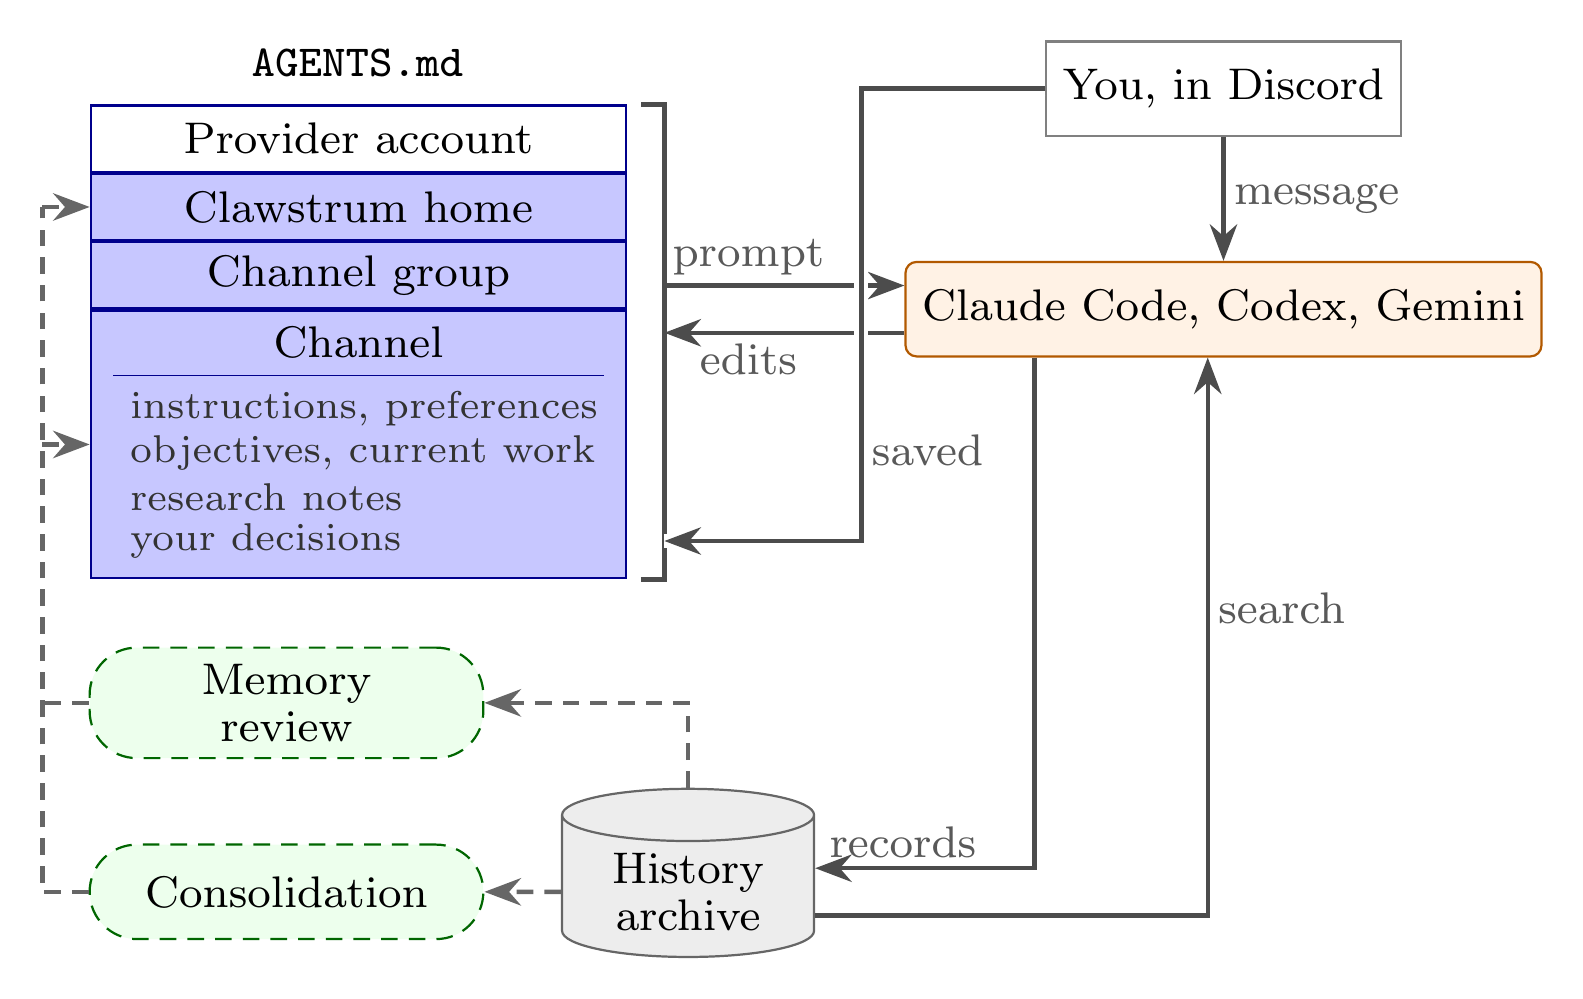 AGENTS.md
Provider account
Clawstrum home
Channel group
Channel
instructions, preferences
objectives, current work
research notes
your decisions
prompt
edits
saved
You, in Discord
message
Claude Code, Codex, Gemini
search
Memory
review
Consolidation
records
History
archive